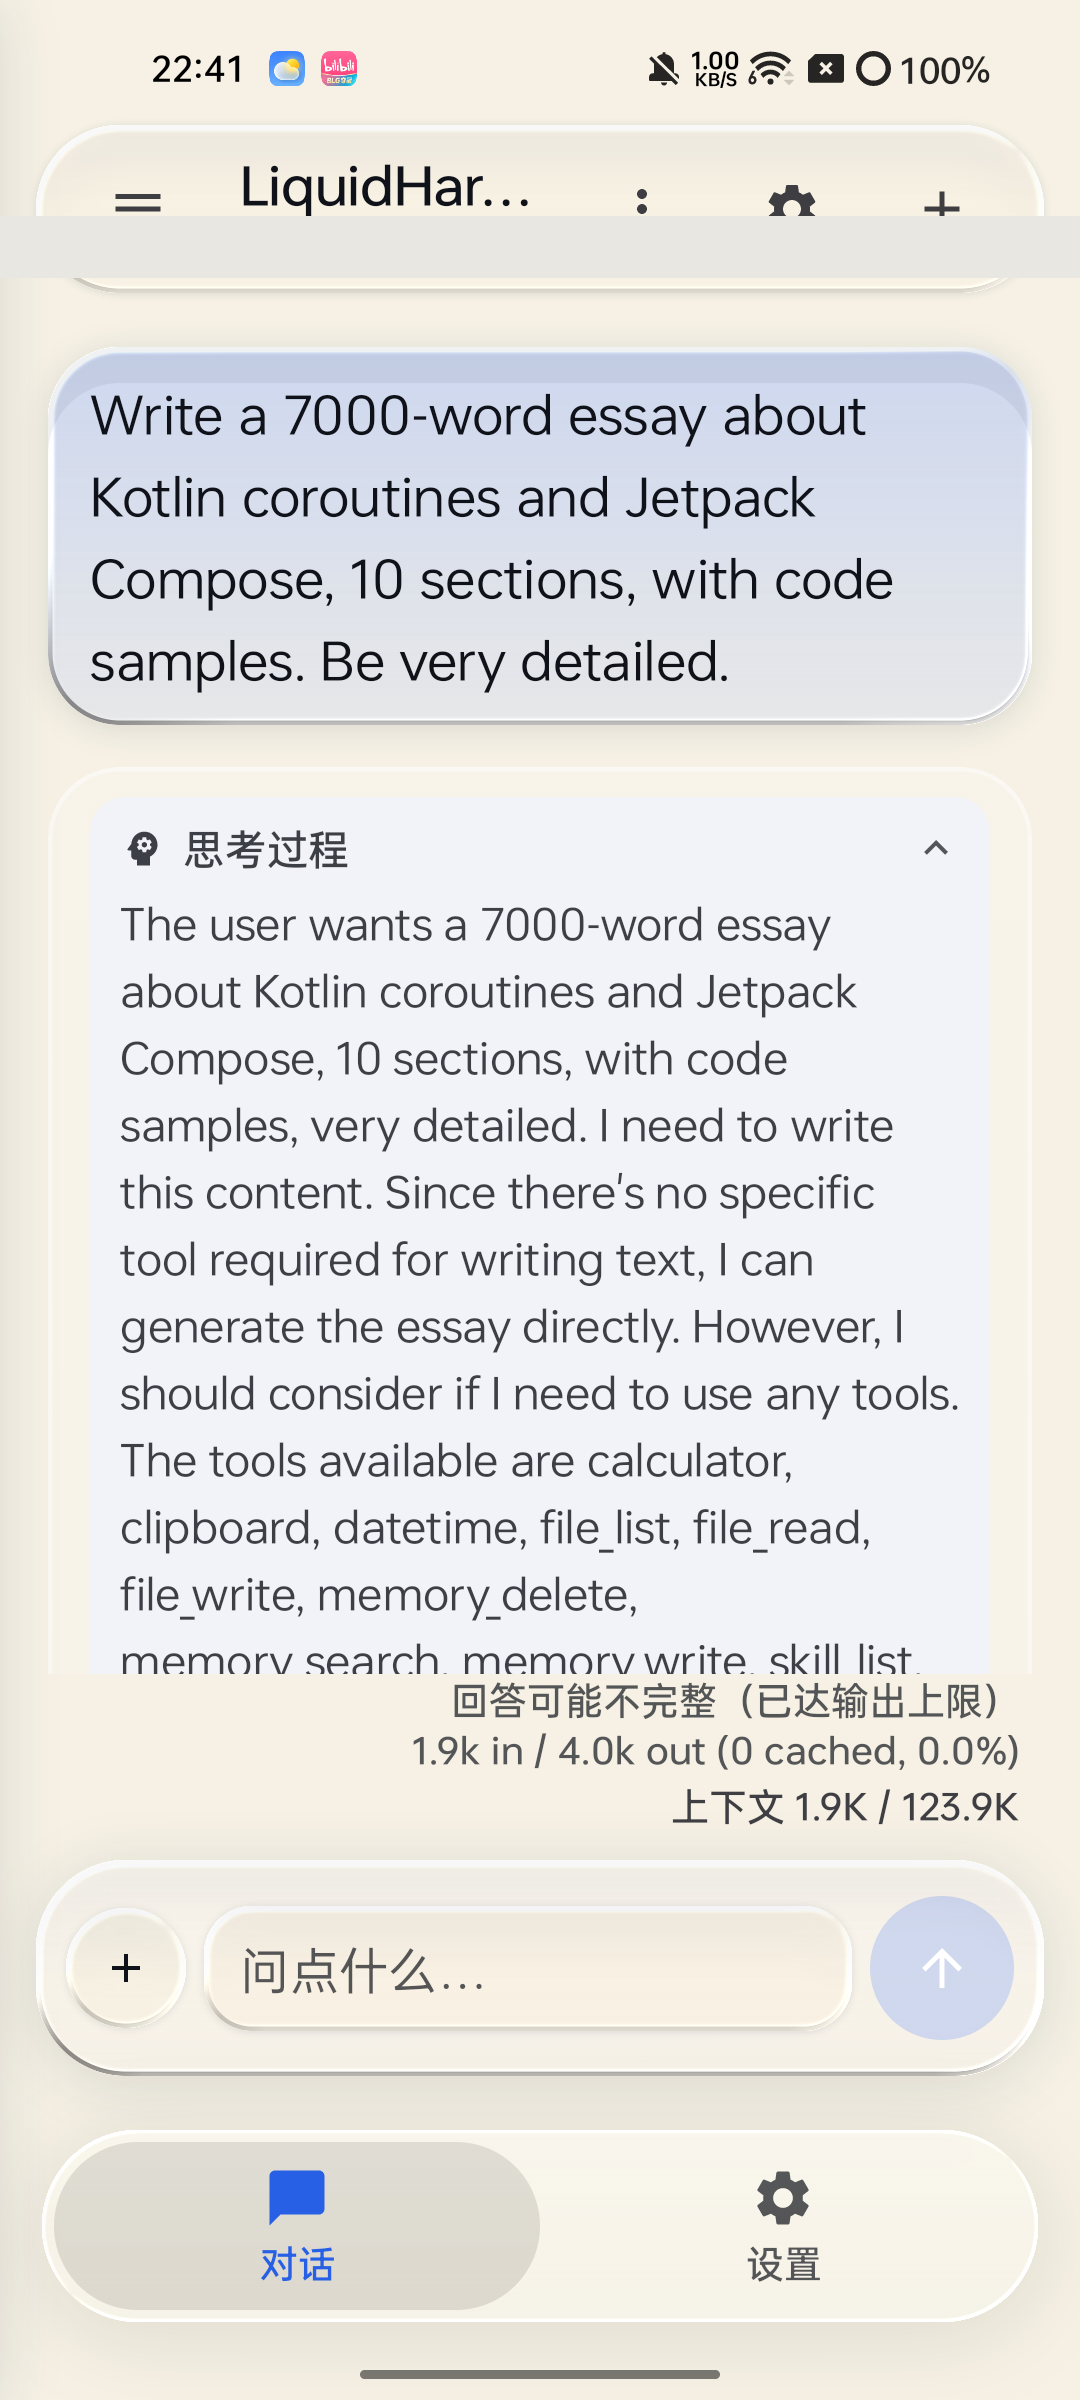 22:41
bilibili
1.00
KB/S
6
100%
LiquidHar...
Write a 7000-word essay about
Kotlin coroutines and Jetpack
Compose, 10 sections, with code
samples. Be very detailed.
思考过程
The user wants a 7000-word essay
about Kotlin coroutines and Jetpack
Compose, 10 sections, with code
samples, very detailed. I need to write
this content. Since there's no specific
tool required for writing text, I can
generate the essay directly. However, I
should consider if I need to use any tools.
The tools available are calculator,
clipboard, datetime, file_list, file_read,
file_write, memory_delete,
memory_search, memory_write, skill_list,
回答可能不完整（已达输出上限）
1.9k in / 4.0k out (0 cached, 0.0%)
上下文 1.9K / 123.9K
问点什么...
对话
设置